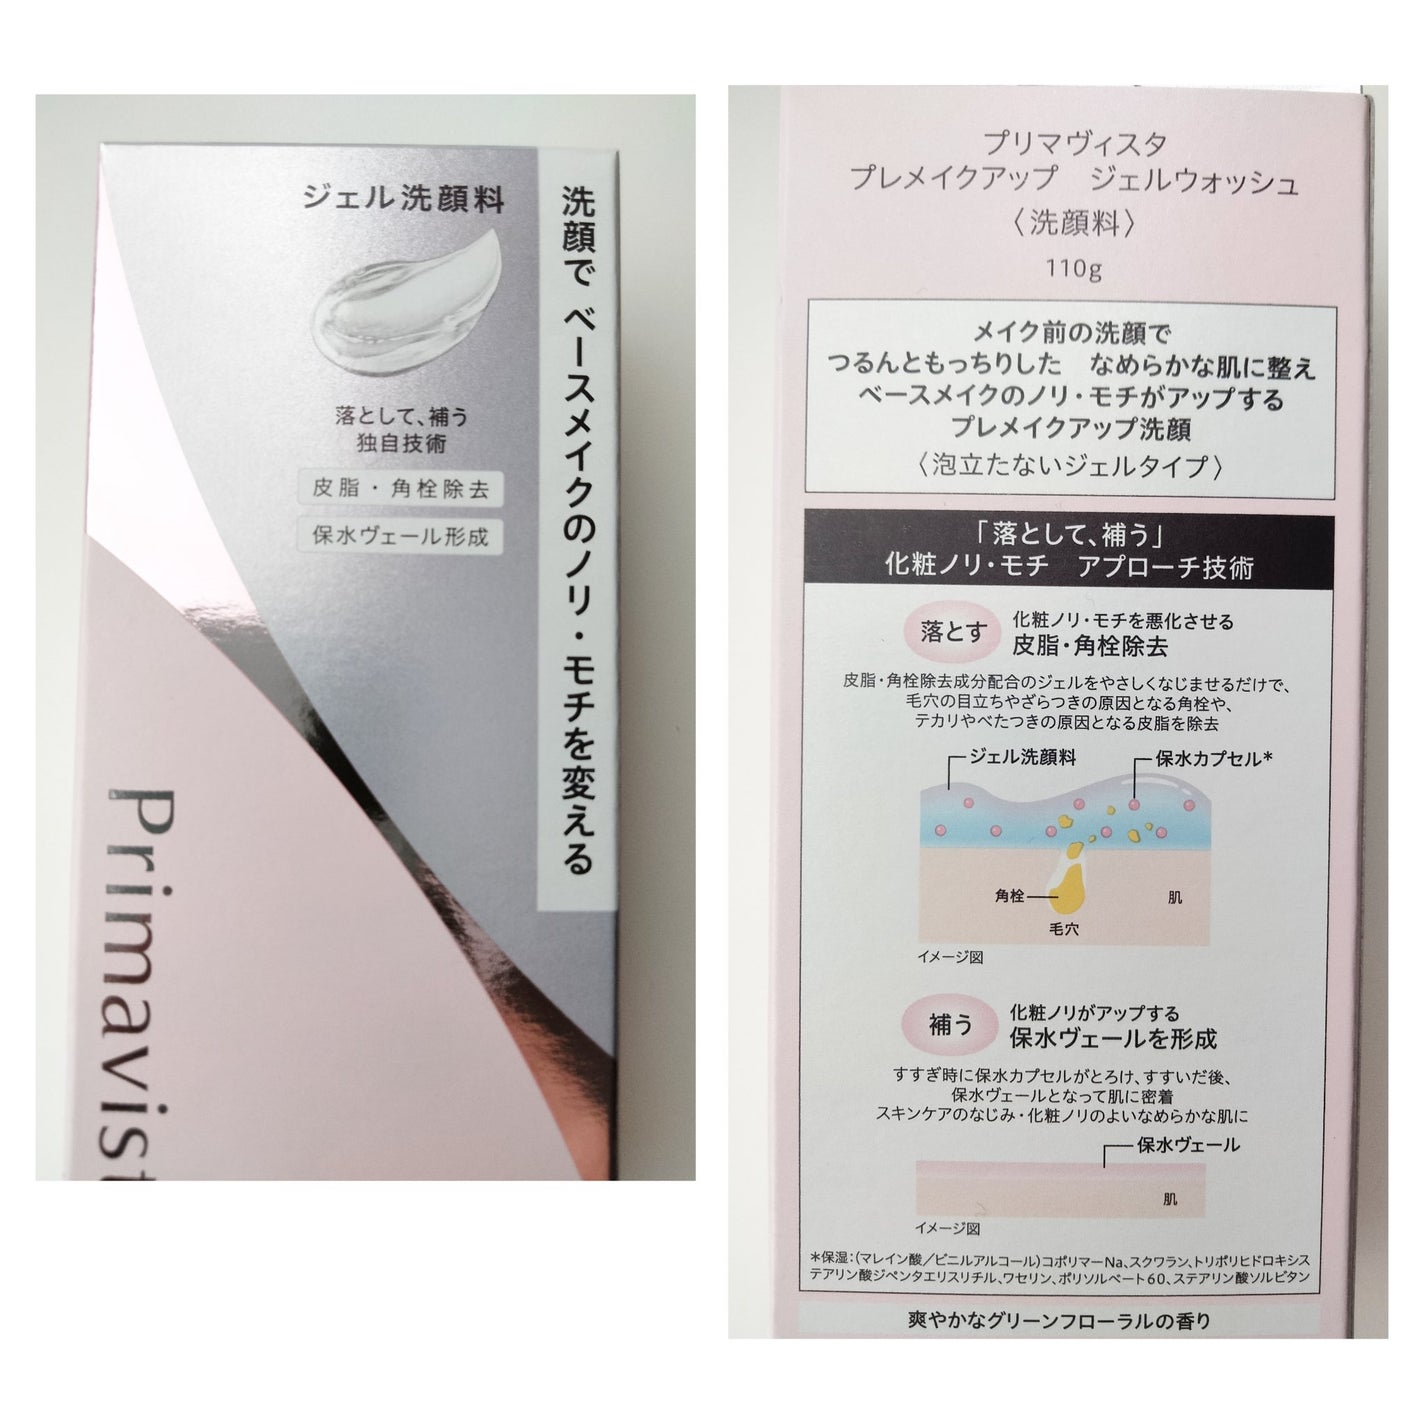 ジェル洗顔料
洗顔で ベースメイクのノリ・モチを変える
落として、補う
独自技術
皮脂・角栓除去
保水ヴェール形成
Primavist
プリマヴィスタ
プレメイクアップ ジェルウォッシュ
〈洗顔料〉
110g
メイク前の洗顔で
つるんともっちりした なめらかな肌に整え
ベースメイクのノリ・モチがアップする
プレメイクアップ洗顔
〈泡立たないジェルタイプ〉
「落として、補う」
化粧ノリ・モチ アプローチ技術
落とす
化粧ノリ・モチを悪化させる
皮脂・角栓除去
皮脂・角栓除去成分配合のジェルをやさしくなじませるだけで、
毛穴の目立ちやざらつきの原因となる角栓や、
テカリやべたつきの原因となる皮脂を除去
ジェル洗顔料
保水カプセル*
角栓
肌
毛穴
イメージ図
補う
化粧ノリがアップする
保水ヴェールを形成
すすぎ時に保水カプセルがとろけ、すすいだ後、
保水ヴェールとなって肌に密着
スキンケアのなじみ・化粧ノリのよいなめらかな肌に
保水ヴェール
肌
イメージ図
*保湿：(マレイン酸／ビニルアルコール)コポリマーNa、スクワラン、トリポリヒドロキシス
テアリン酸ジペンタエリスリチル、ワセリン、ポリソルベート60、ステアリン酸ソルビタン
爽やかなグリーンフローラルの香り